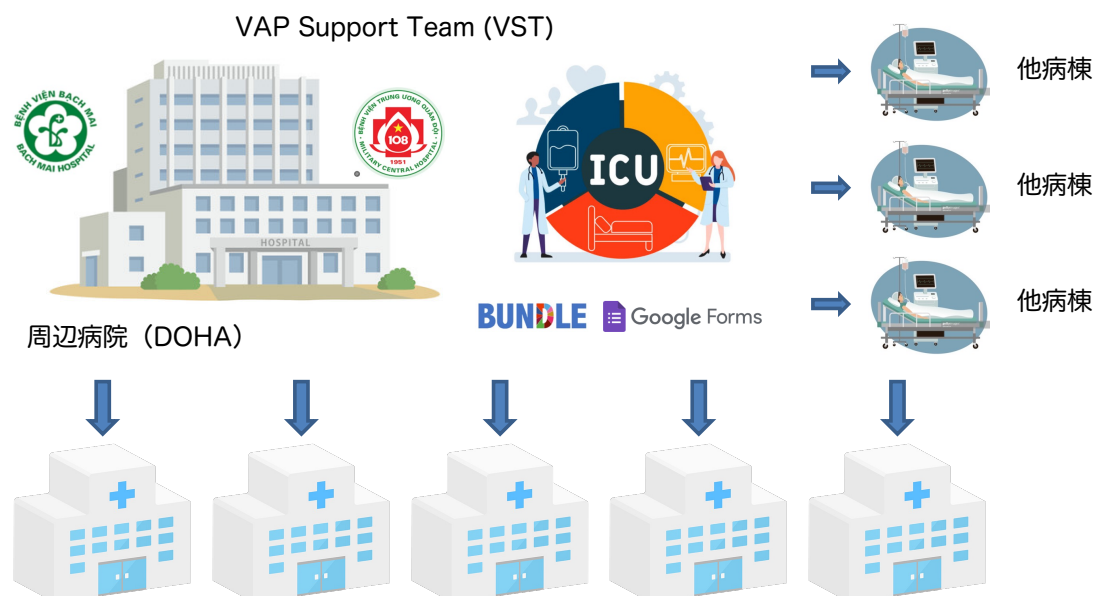 VAP Support Team (VST)
BỆNH VIỆN BẠCH MAI
BACH MAI HOSPITAL
BỆNH VIỆN TRUNG ƯƠNG QUÂN ĐỘI
108
1951
MILITARY CENTRAL HOSPITAL
HOSPITAL
ICU
BUNDLE
Google Forms
他病棟
他病棟
他病棟
周辺病院（DOHA）